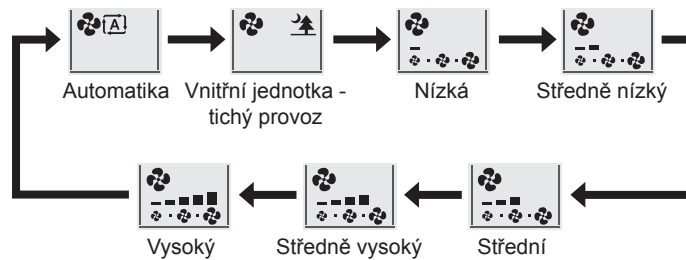 A
Automatika
Vnitřní jednotka -
tichý provoz
Nízká
Středně nízký
Vysoký
Středně vysoký
Střední